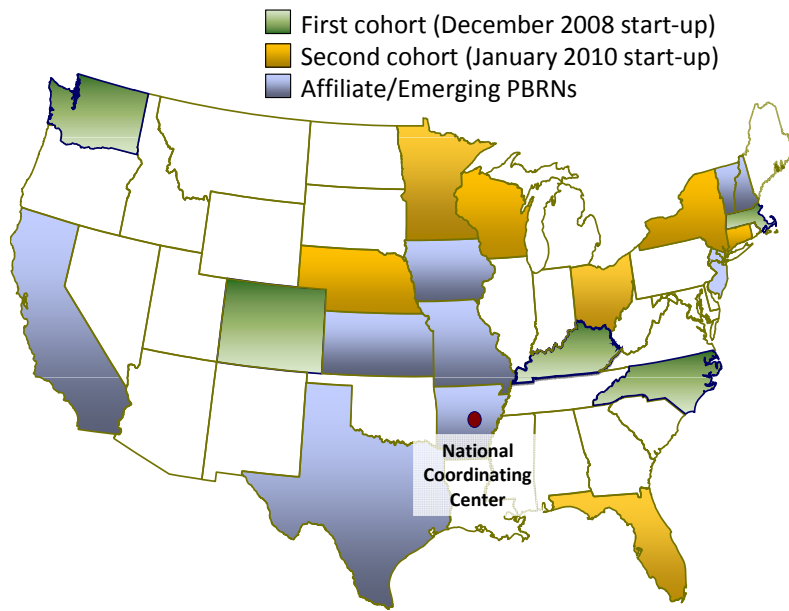 First cohort (December 2008 start-up)
Second cohort (January 2010 start-up)
Affiliate/Emerging PBRNs
National
Coordinating
Center